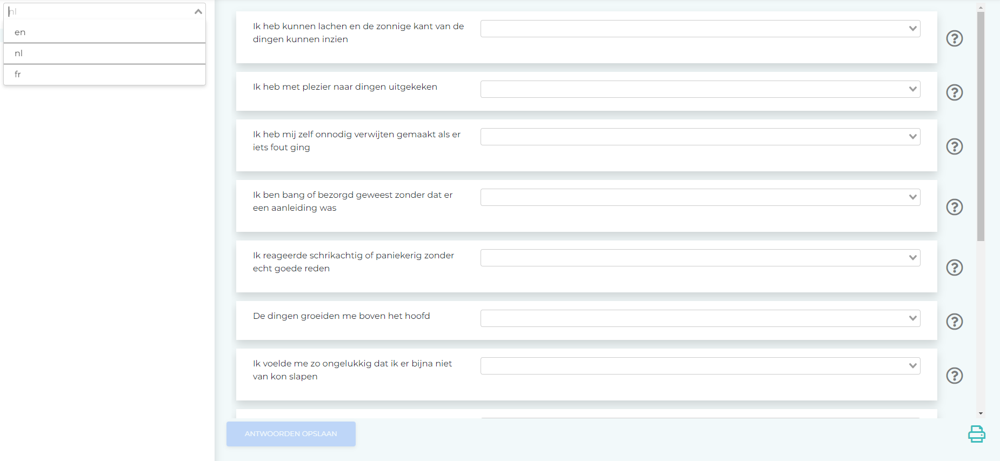 nl
en
nl
fr
Ik heb kunnen lachen en de zonnige kant van de
dingen kunnen inzien
Ik heb met plezier naar dingen uitgekeken
Ik heb mij zelf onnodig verwijten gemaakt als er
iets fout ging
Ik ben bang of bezorgd geweest zonder dat er
een aanleiding was
Ik reageerde schrikachtig of paniekerig zonder
echt goede reden
De dingen groeiden me boven het hoofd
Ik voelde me zo ongelukkig dat ik er bijna niet
van kon slapen
ANTWOORDEN OPSLAAN